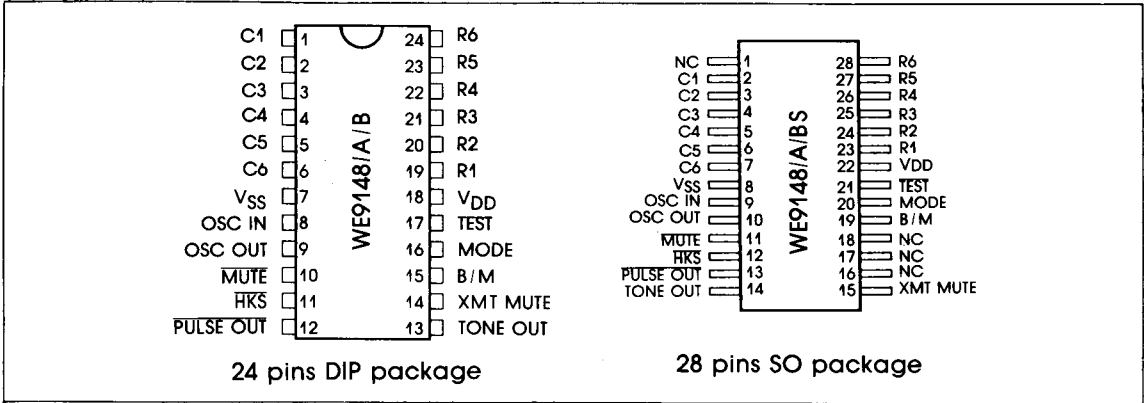 C1 1 24 R6
C2 2 23 R5
C3 3 22 R4
C4 4 21 R3
C5 5 20 R2
C6 6 19 R1
VSS 7 18 VDD
OSC IN 8 17 TEST
OSC OUT 9 16 MODE
MUTE 10 15 B/M
HKS 11 14 XMT MUTE
PULSE OUT 12 13 TONE OUT
WE9148/A/B
24 pins DIP package
NC 1 28 R6
C1 2 27 R5
C2 3 26 R4
C3 4 25 R3
C4 5 24 R2
C5 6 23 R1
C6 7 22 VDD
VSS 8 21 TEST
OSC IN 9 20 MODE
OSC OUT 10 19 B/M
MUTE 11 18 NC
HKS 12 17 NC
PULSE OUT 13 16 NC
TONE OUT 14 15 XMT MUTE
WE9148/A/BS
28 pins SO package